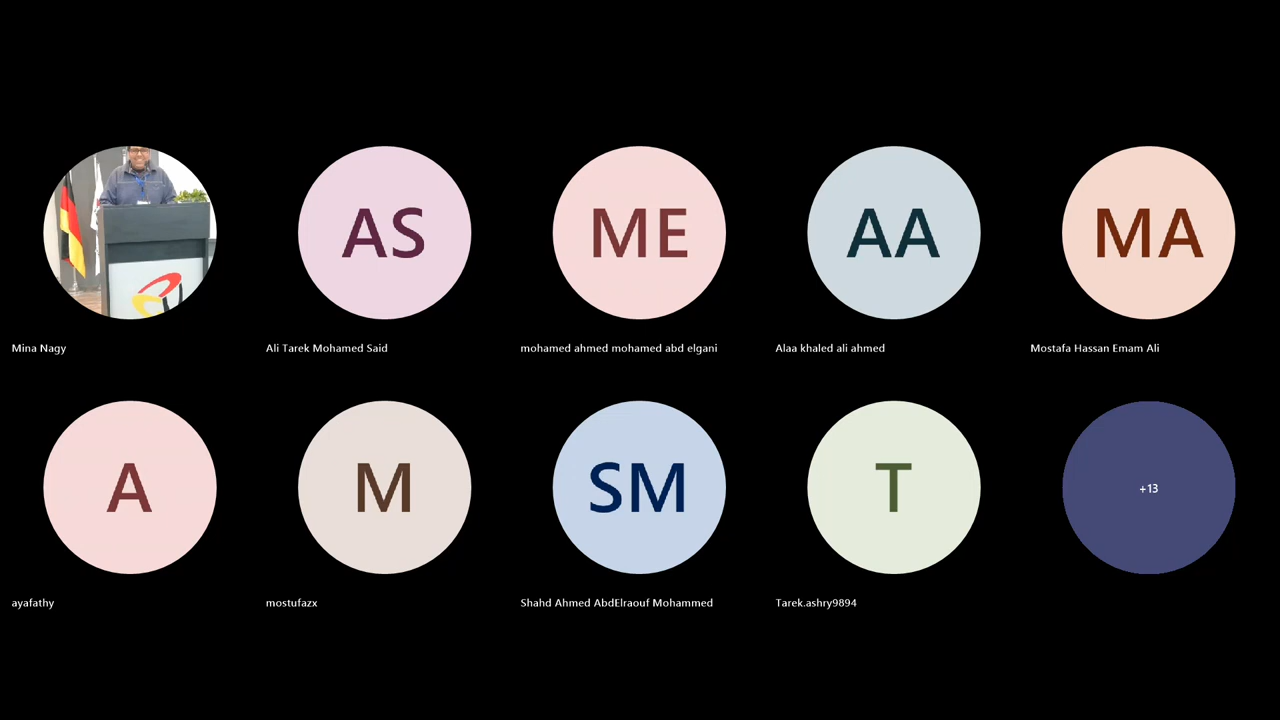 AS
ME
AA
MA
Mina Nagy
Ali Tarek Mohamed Said
mohamed ahmed mohamed abd elgani
Alaa khaled ali ahmed
Mostafa Hassan Emam Ali
A
M
SM
T
+13
ayafathy
mostufazx
Shahd Ahmed AbdElraouf Mohammed
Tarek.ashry9894